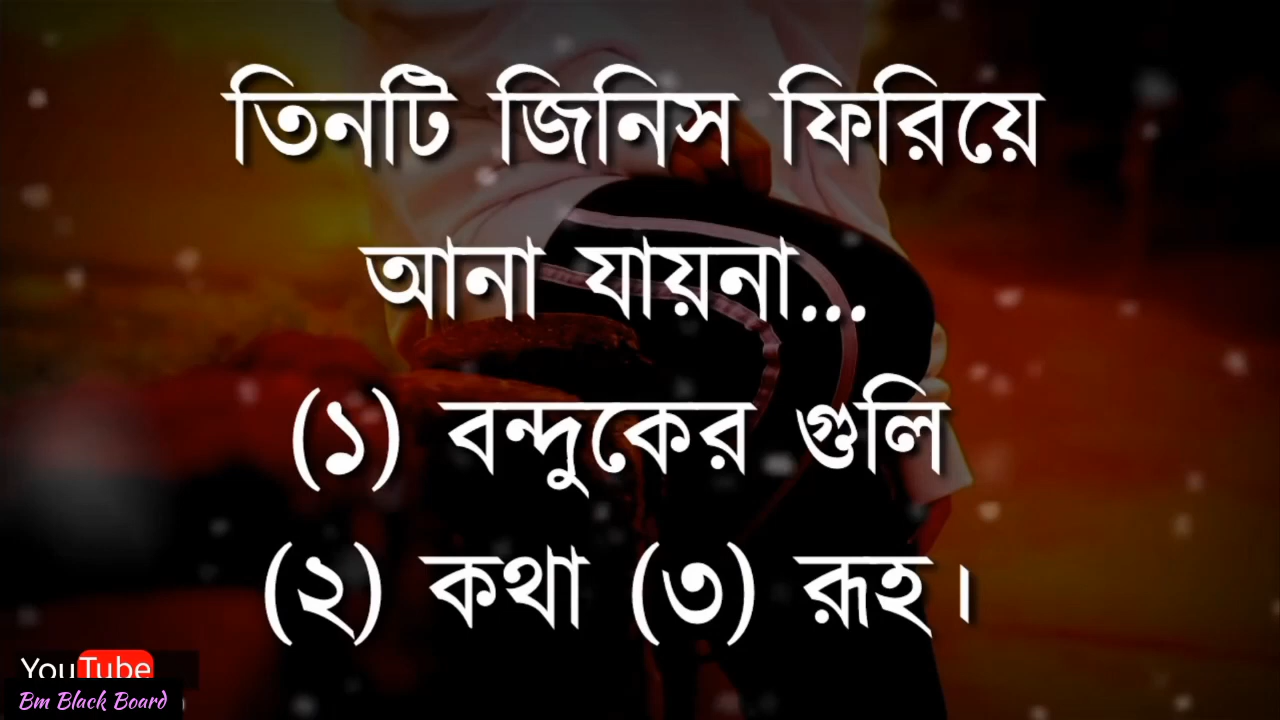 তিনটি জিনিস ফিরিয়ে
আনা যায়না...
(১) বন্দুকের গুলি
(২) কথা (৩) রূহ।
YouTube
Bm Black Board